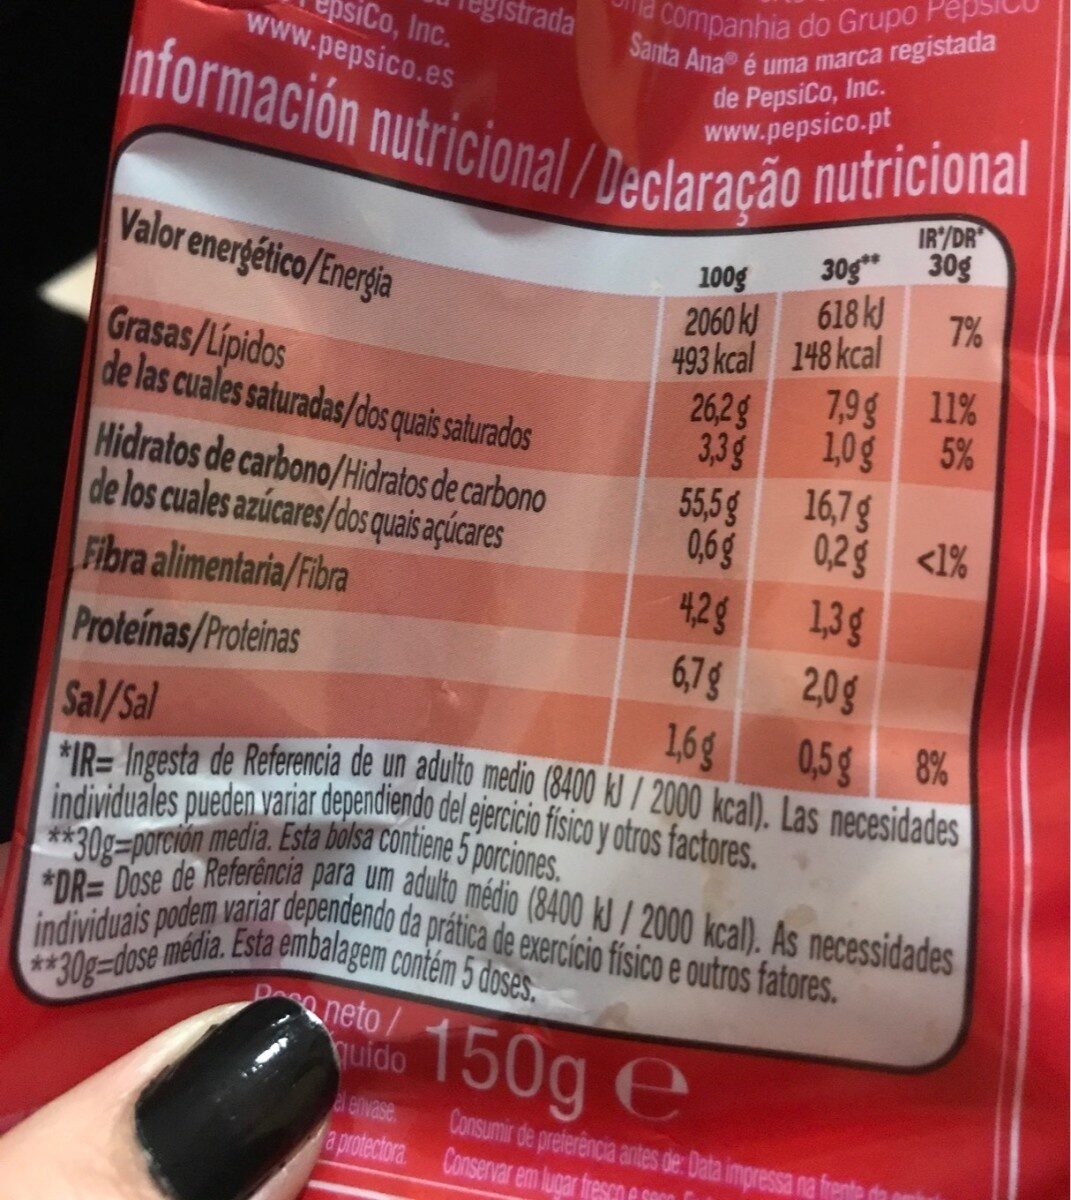 PepsiCo, Inc.
www.pepsico.es
registrada
companhia do Grupo PepsiCo
Santa Ana® é uma marca registada
de PepsiCo, Inc.
www.pepsico.pt
Información nutricional / Declaração nutricional
100g 30g** IR*/DR* 30g
Valor energético/Energia 2060 kJ 618 kJ 7%
493 kcal 148 kcal
Grasas/Lípidos 26,2 g 7,9 g 11%
de las cuales saturadas/dos quais saturados 3,3 g 1,0 g 5%
Hidratos de carbono/Hidratos de carbono 55,5 g 16,7 g
de los cuales azúcares/dos quais açúcares 0,6 g 0,2 g <1%
Fibra alimentaria/Fibra 4,2 g 1,3 g
Proteínas/Proteinas 6,7 g 2,0 g
Sal/Sal 1,6 g 0,5 g 8%
*IR= Ingesta de Referencia de un adulto medio (8400 kJ / 2000 kcal). Las necesidades
individuales pueden variar dependiendo del ejercicio físico y otros factores.
**30g=porción media. Esta bolsa contiene 5 porciones.
*DR= Dose de Referência para um adulto médio (8400 kJ / 2000 kcal). As necessidades
individuais podem variar dependendo da prática de exercício físico e outros fatores.
**30g=dose média. Esta embalagem contém 5 doses.
Peso neto /
150g e
el envase.
a protectora.
Consumir de preferência antes de: Data impressa na frente
Conservar em lugar fresco e seco.